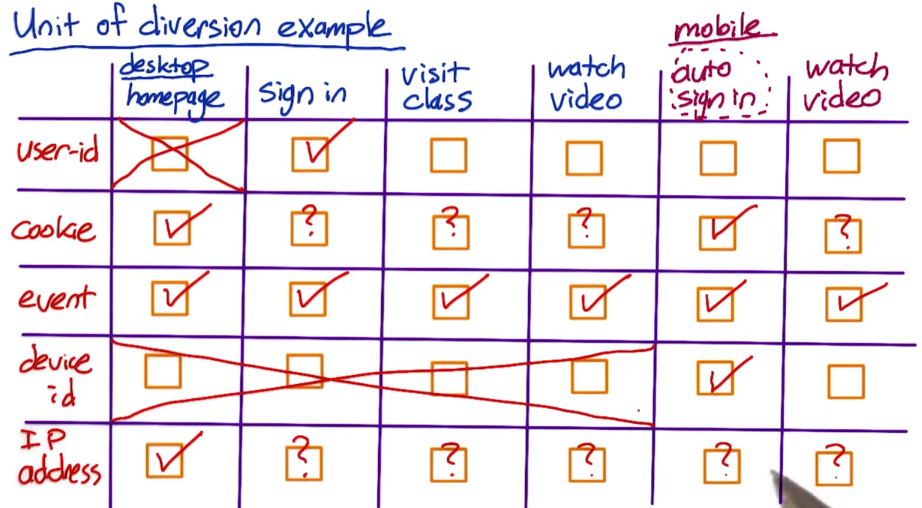 Unit of diversion example
mobile
desktop
homepage
sign in
visit
class
watch
video
auto
sign in
watch
video
user-id
cookie
? ? ? ?
event
device
id
IP
address
? ? ? ? ?